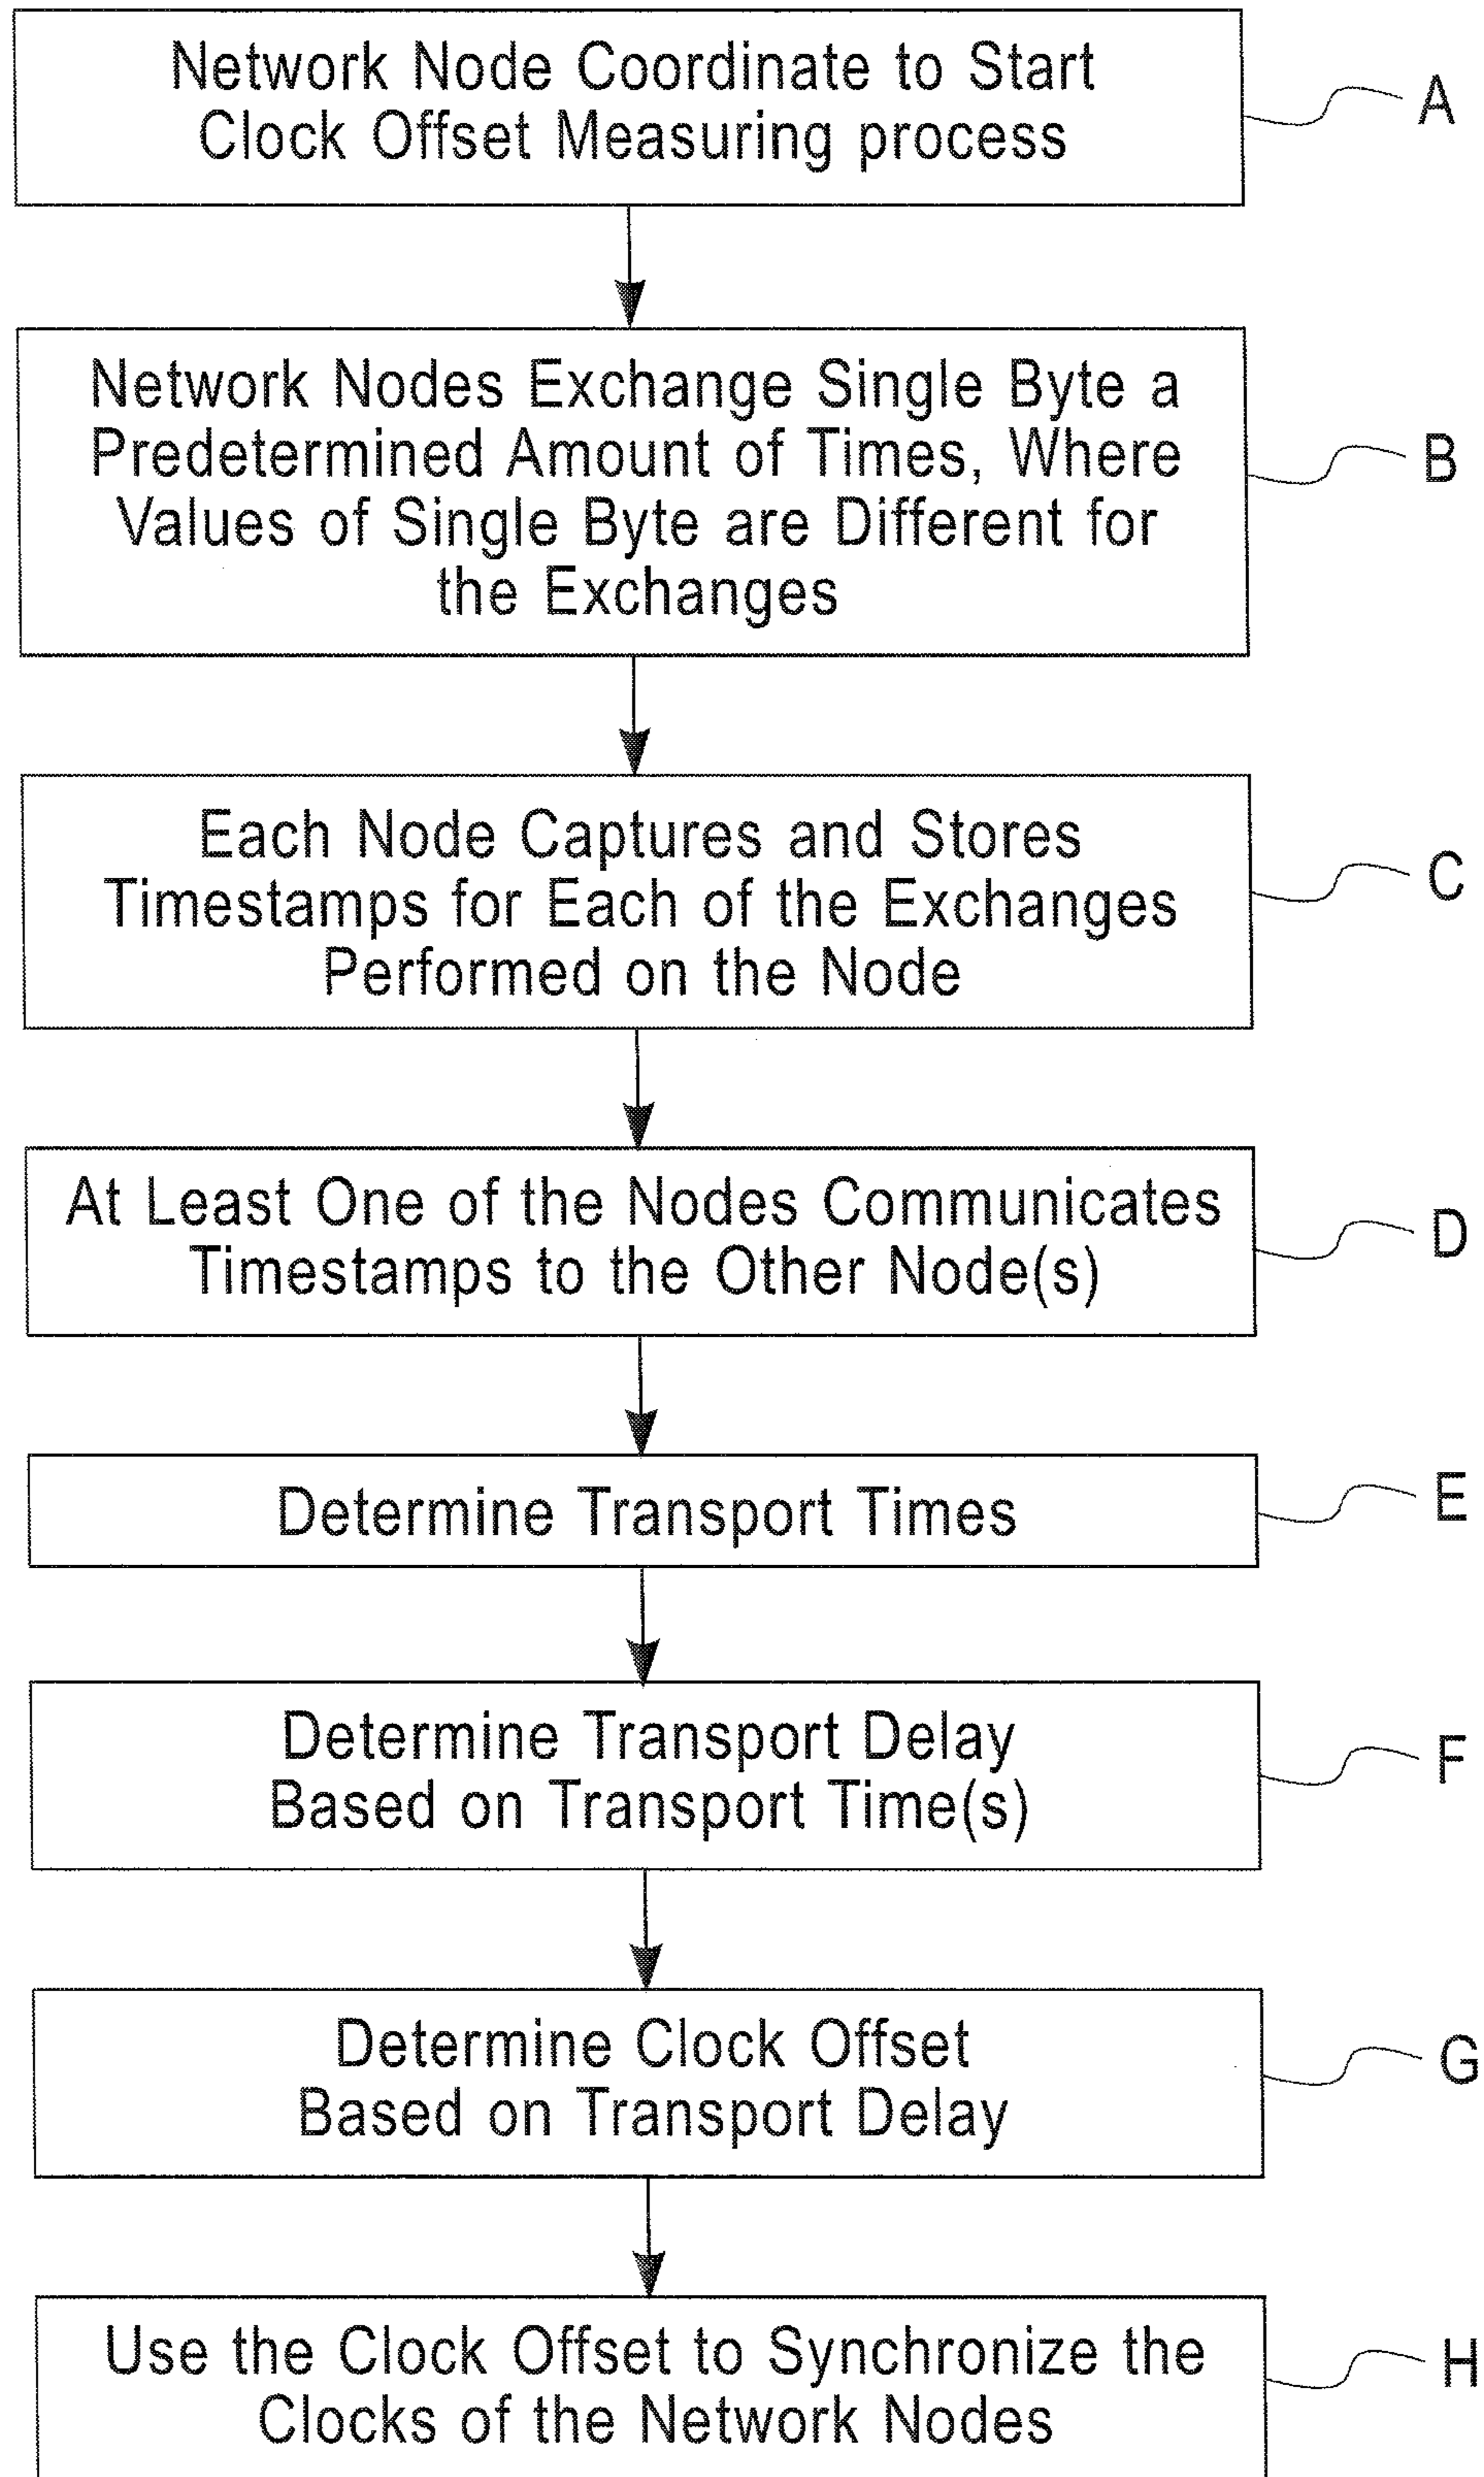 Network Node Coordinate to Start
Clock Offset Measuring process
A
Network Nodes Exchange Single Byte a
Predetermined Amount of Times, Where
Values of Single Byte are Different for
the Exchanges
B
Each Node Captures and Stores
Timestamps for Each of the Exchanges
Performed on the Node
C
At Least One of the Nodes Communicates
Timestamps to the Other Node(s)
D
Determine Transport Times
E
Determine Transport Delay
Based on Transport Time(s)
F
Determine Clock Offset
Based on Transport Delay
G
Use the Clock Offset to Synchronize the
Clocks of the Network Nodes
H